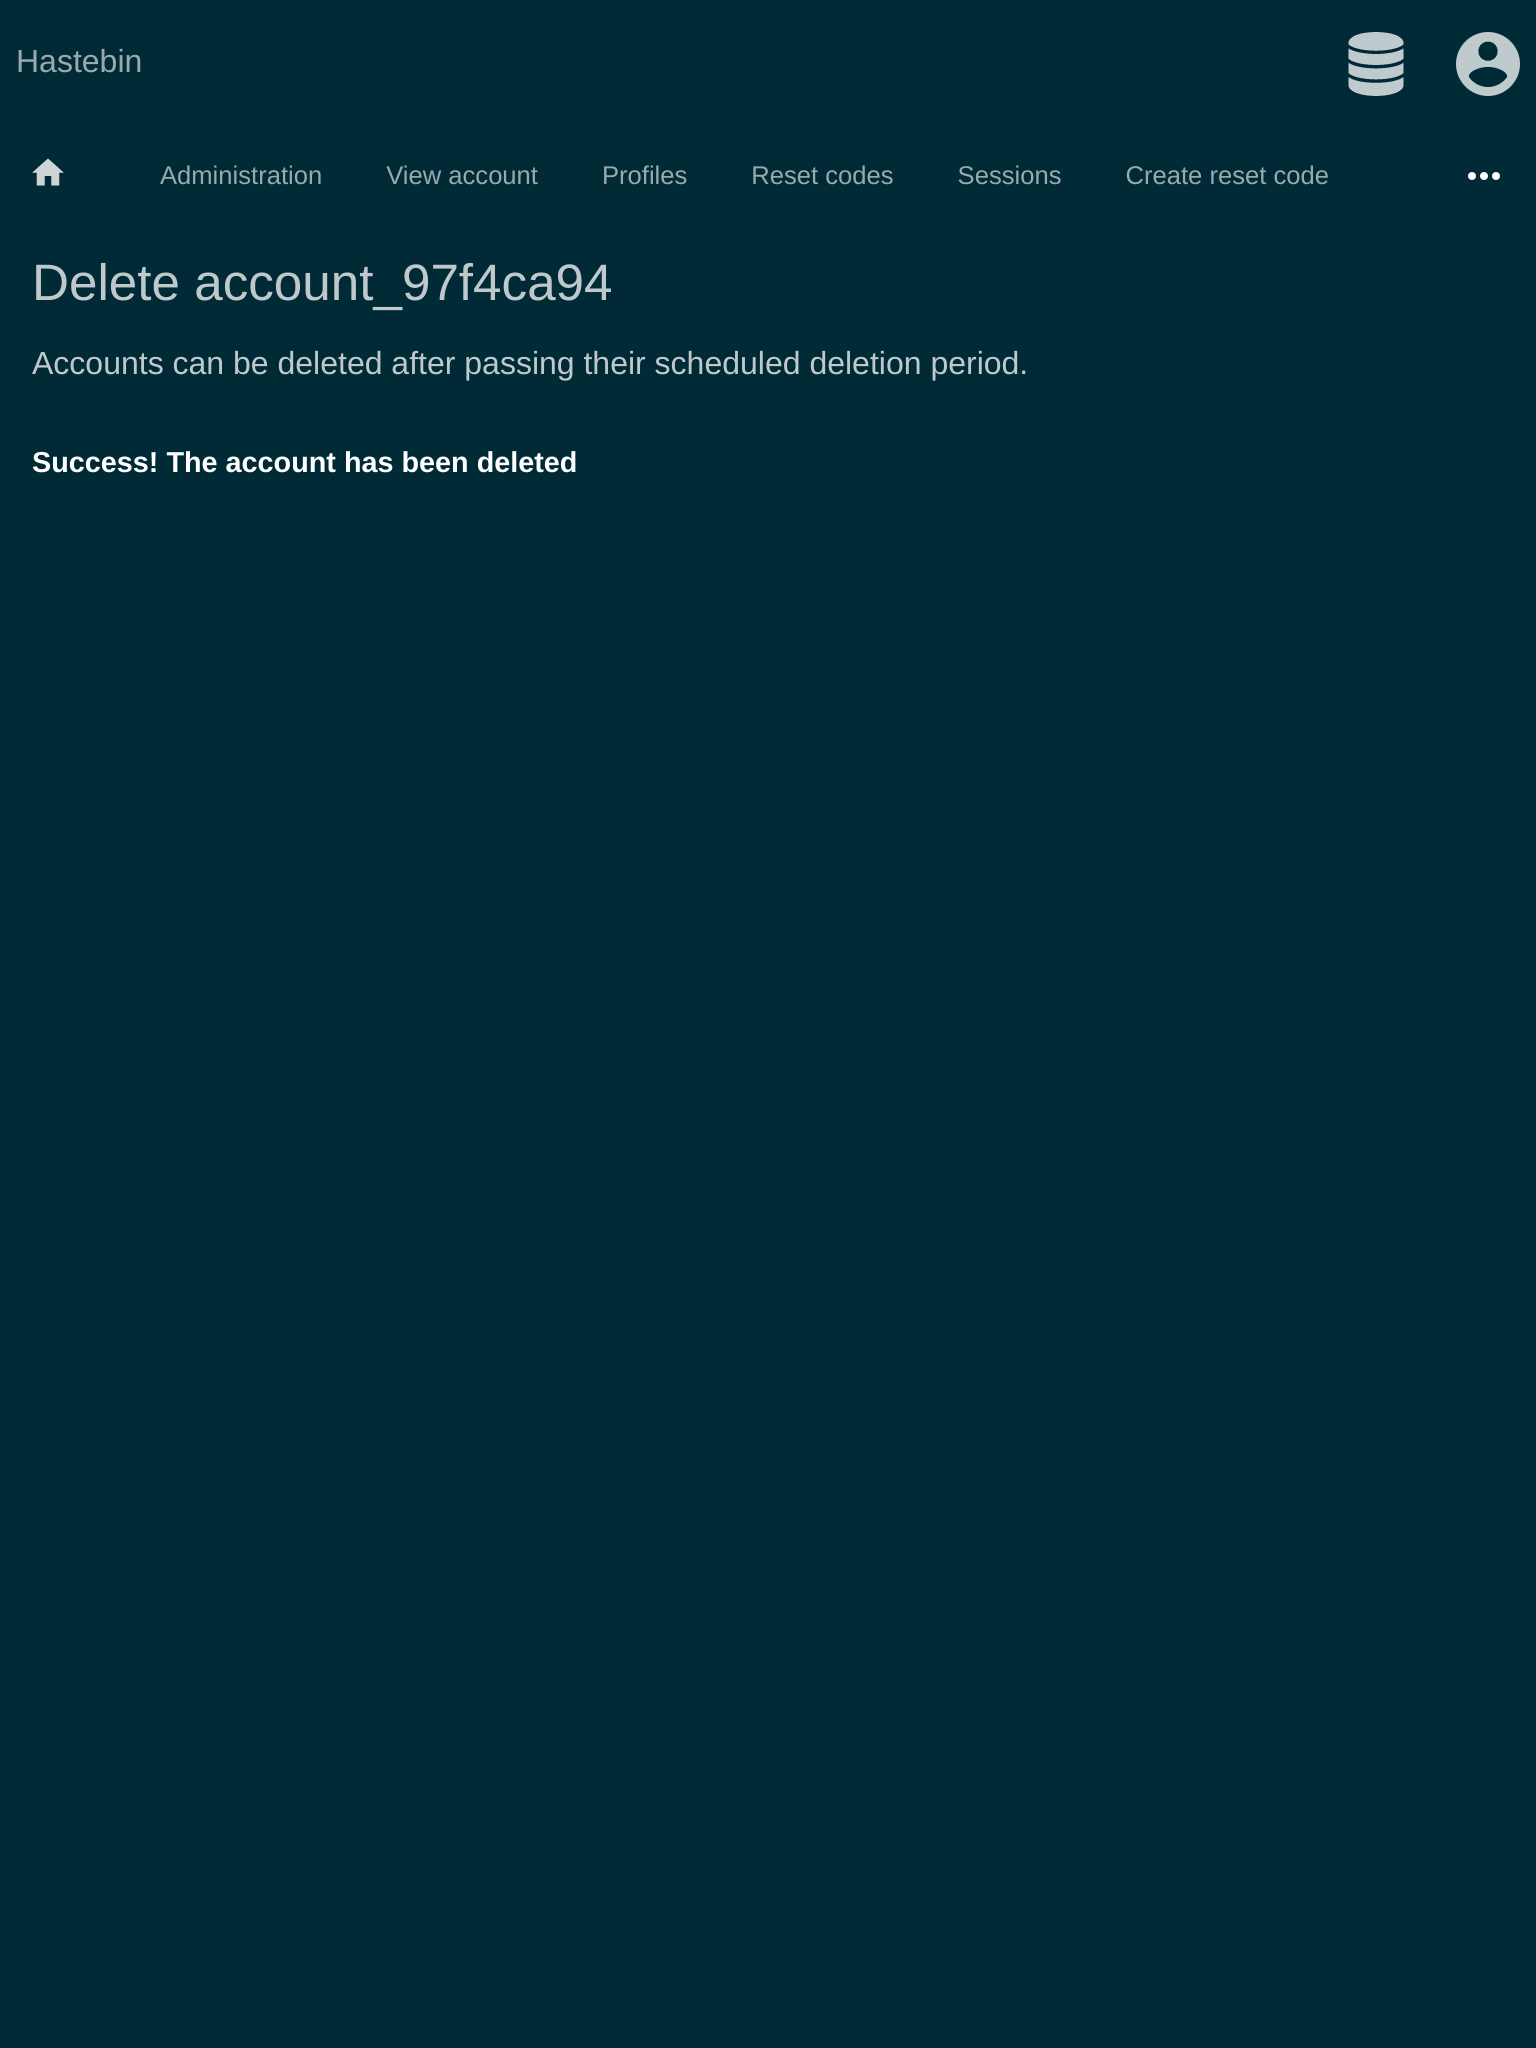 Hastebin
Administration View account Profiles Reset codes Sessions Create reset code
Delete account_97f4ca94
Accounts can be deleted after passing their scheduled deletion period.
Success! The account has been deleted